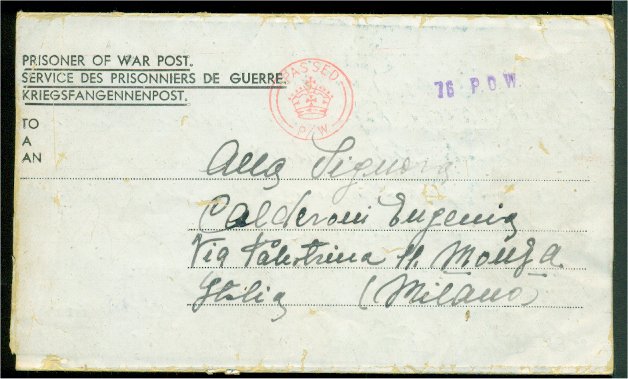 PRISONER OF WAR POST.
SERVICE DES PRISONNIERS DE GUERRE.
KRIEGSFANGENNENPOST.
PASSED
P/W
76 P.O.W.
TO
A
AN
Alla Signora
Calderoni Eugenia
Via Palestrina 11. Monza
Italia (Milano)